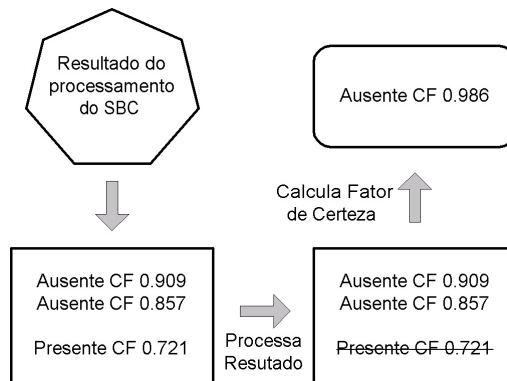 Resultado do
processamento
do SBC
Ausente CF 0.909
Ausente CF 0.857
Presente CF 0.721
Processa
Resutado
Ausente CF 0.909
Ausente CF 0.857
Presente CF 0.721
Calcula Fator
de Certeza
Ausente CF 0.986